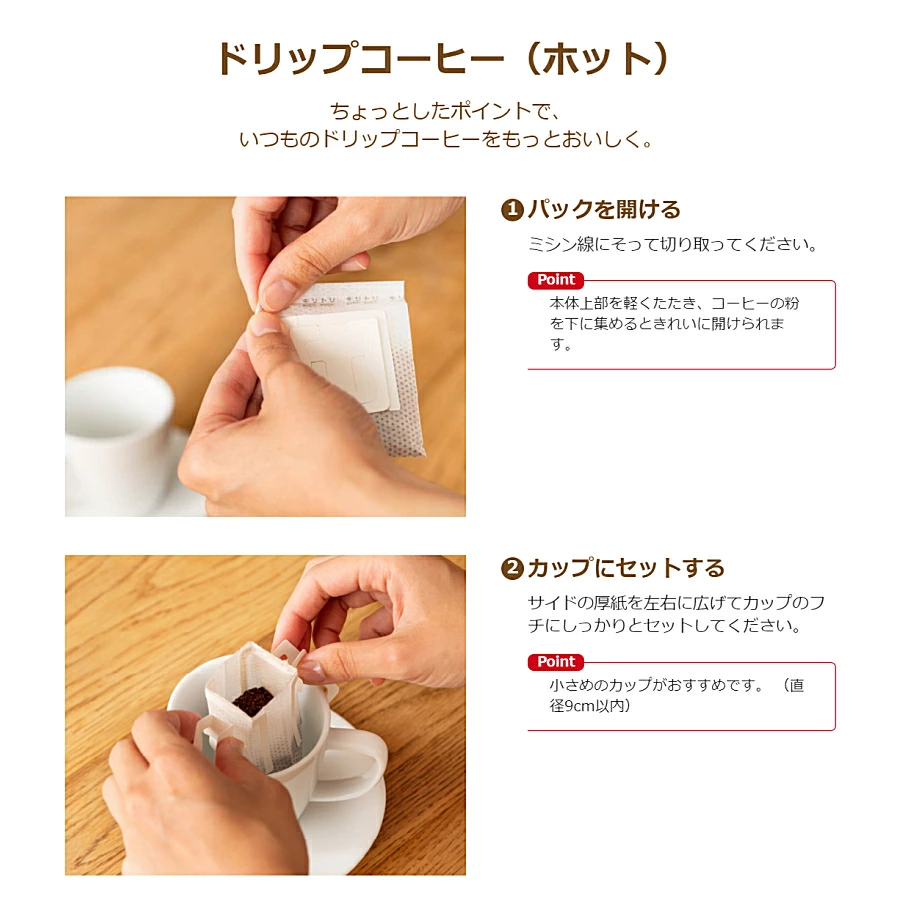 ドリップコーヒー（ホット）
ちょっとしたポイントで、
いつものドリップコーヒーをもっとおいしく。
1 パックを開ける
ミシン線にそって切り取ってください。
Point
本体上部を軽くたたき、コーヒーの粉
を下に集めるときれいに開けられま
す。
キリトリ キリトリ
2 カップにセットする
サイドの厚紙を左右に広げてカップのフ
チにしっかりとセットしてください。
Point
小さめのカップがおすすめです。（直
径9cm以内）